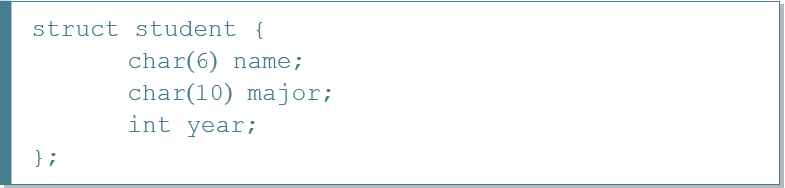 struct student {
char(6) name;
char(10) major;
int year;
};